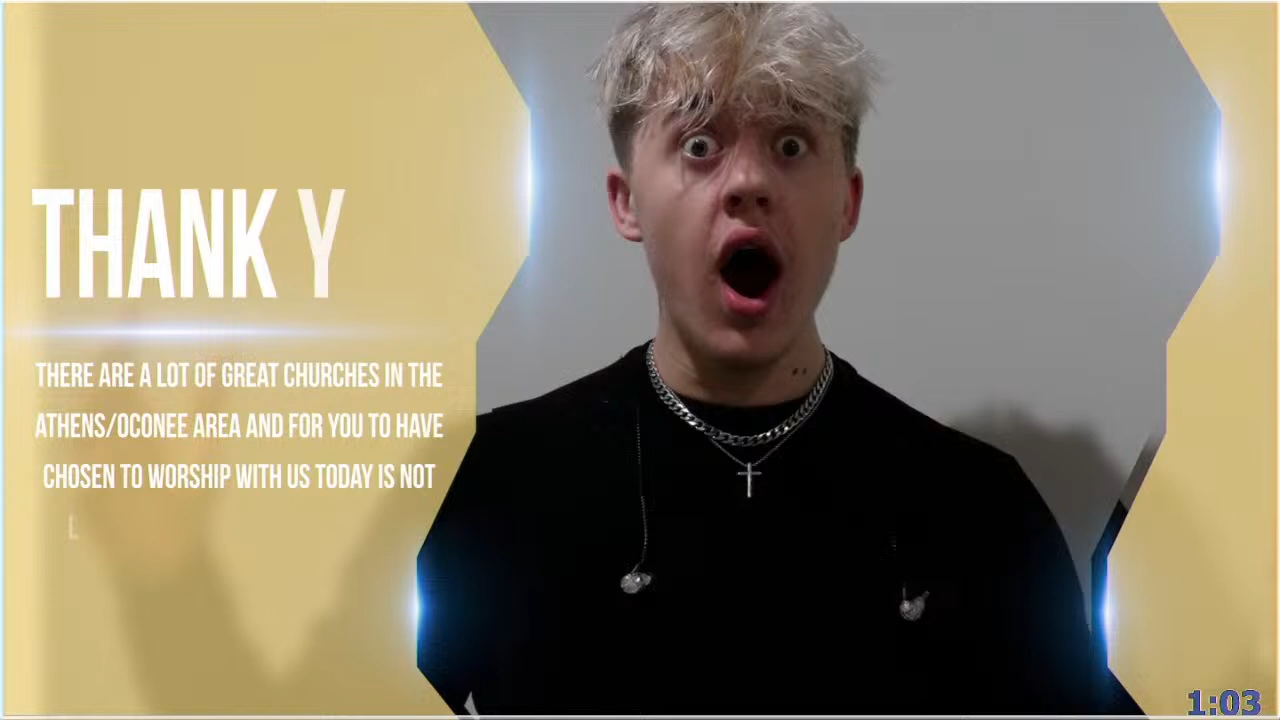 THANK Y
THERE ARE A LOT OF GREAT CHURCHES IN THE
ATHENS/OCONEE AREA AND FOR YOU TO HAVE
CHOSEN TO WORSHIP WITH US TODAY IS NOT
L
1:03